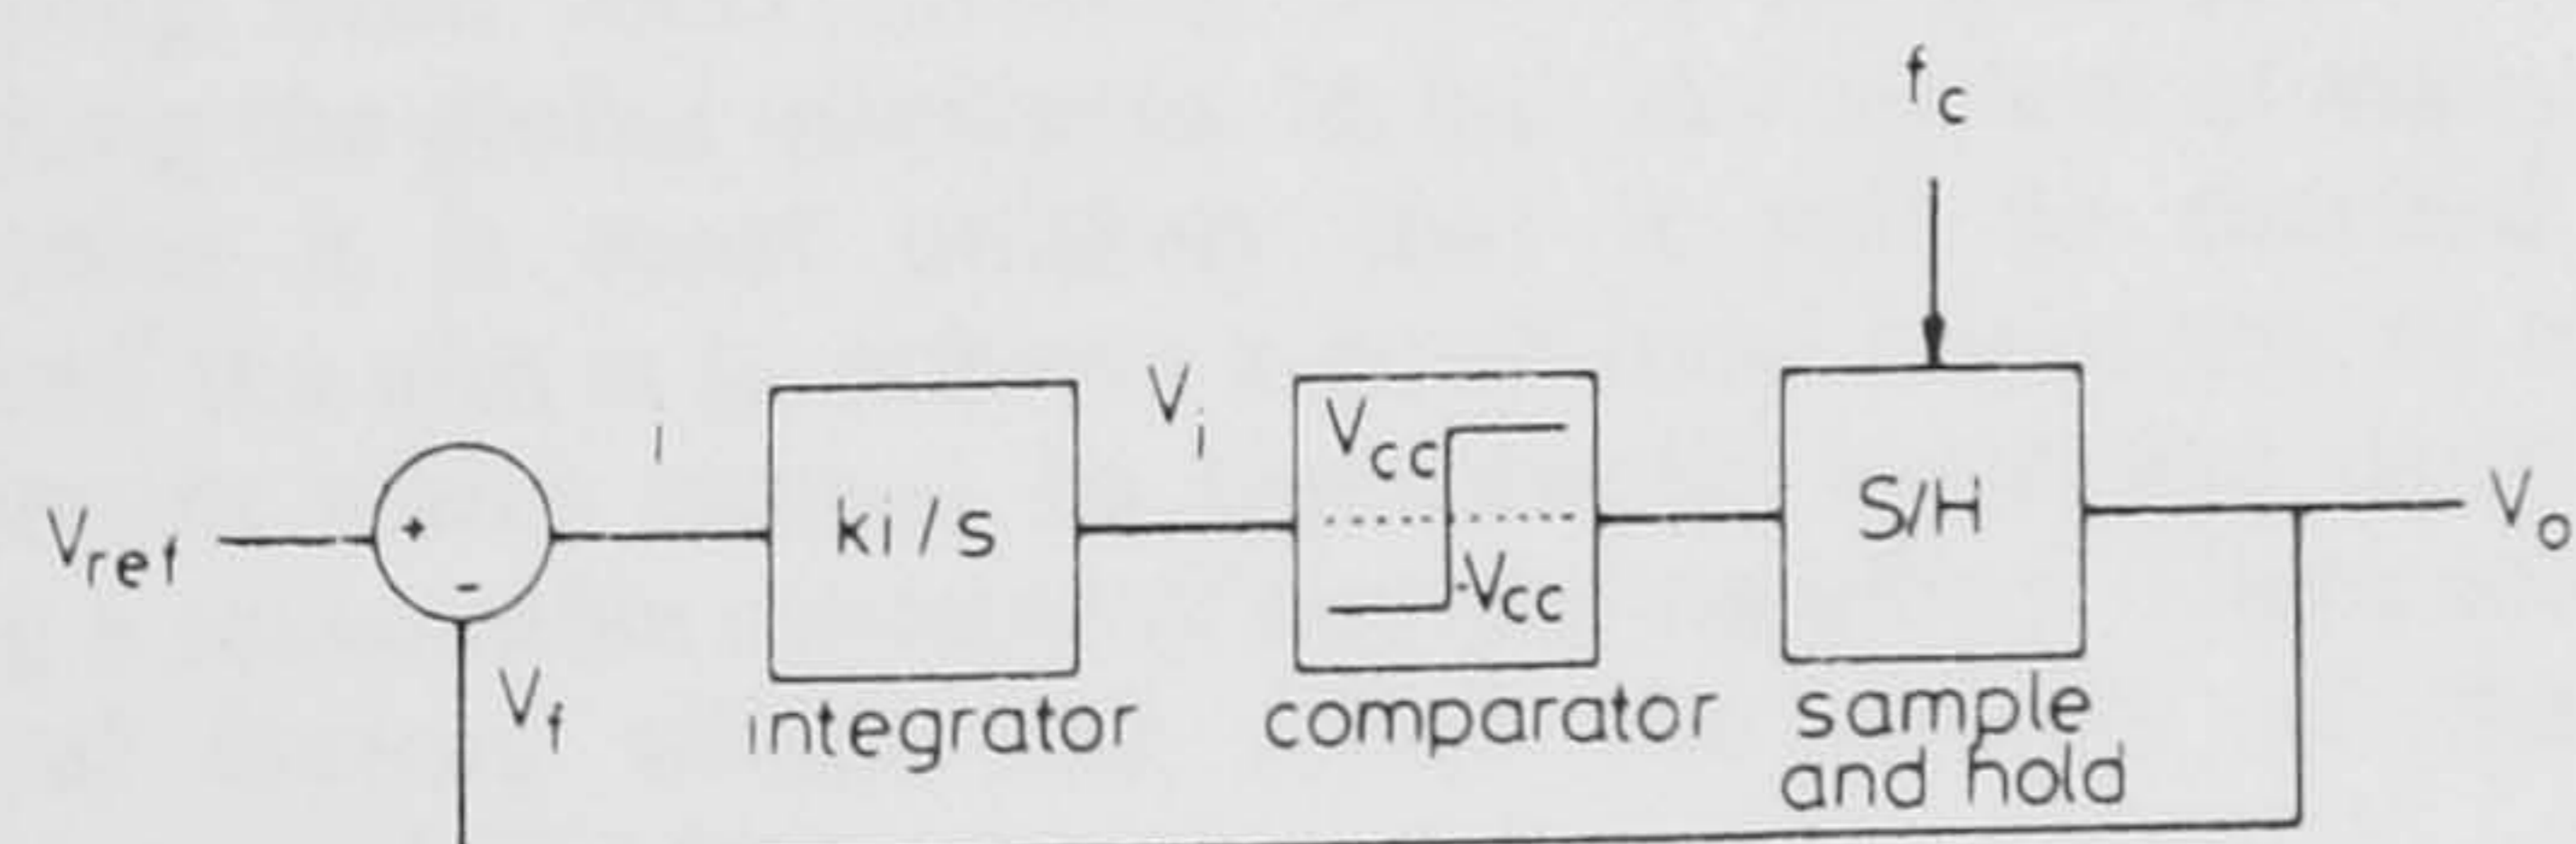 f_c
V_ref
+
-
i
ki/s
V_i
V_cc
-V_cc
S/H
V_o
V_f
integrator
comparator
sample
and hold